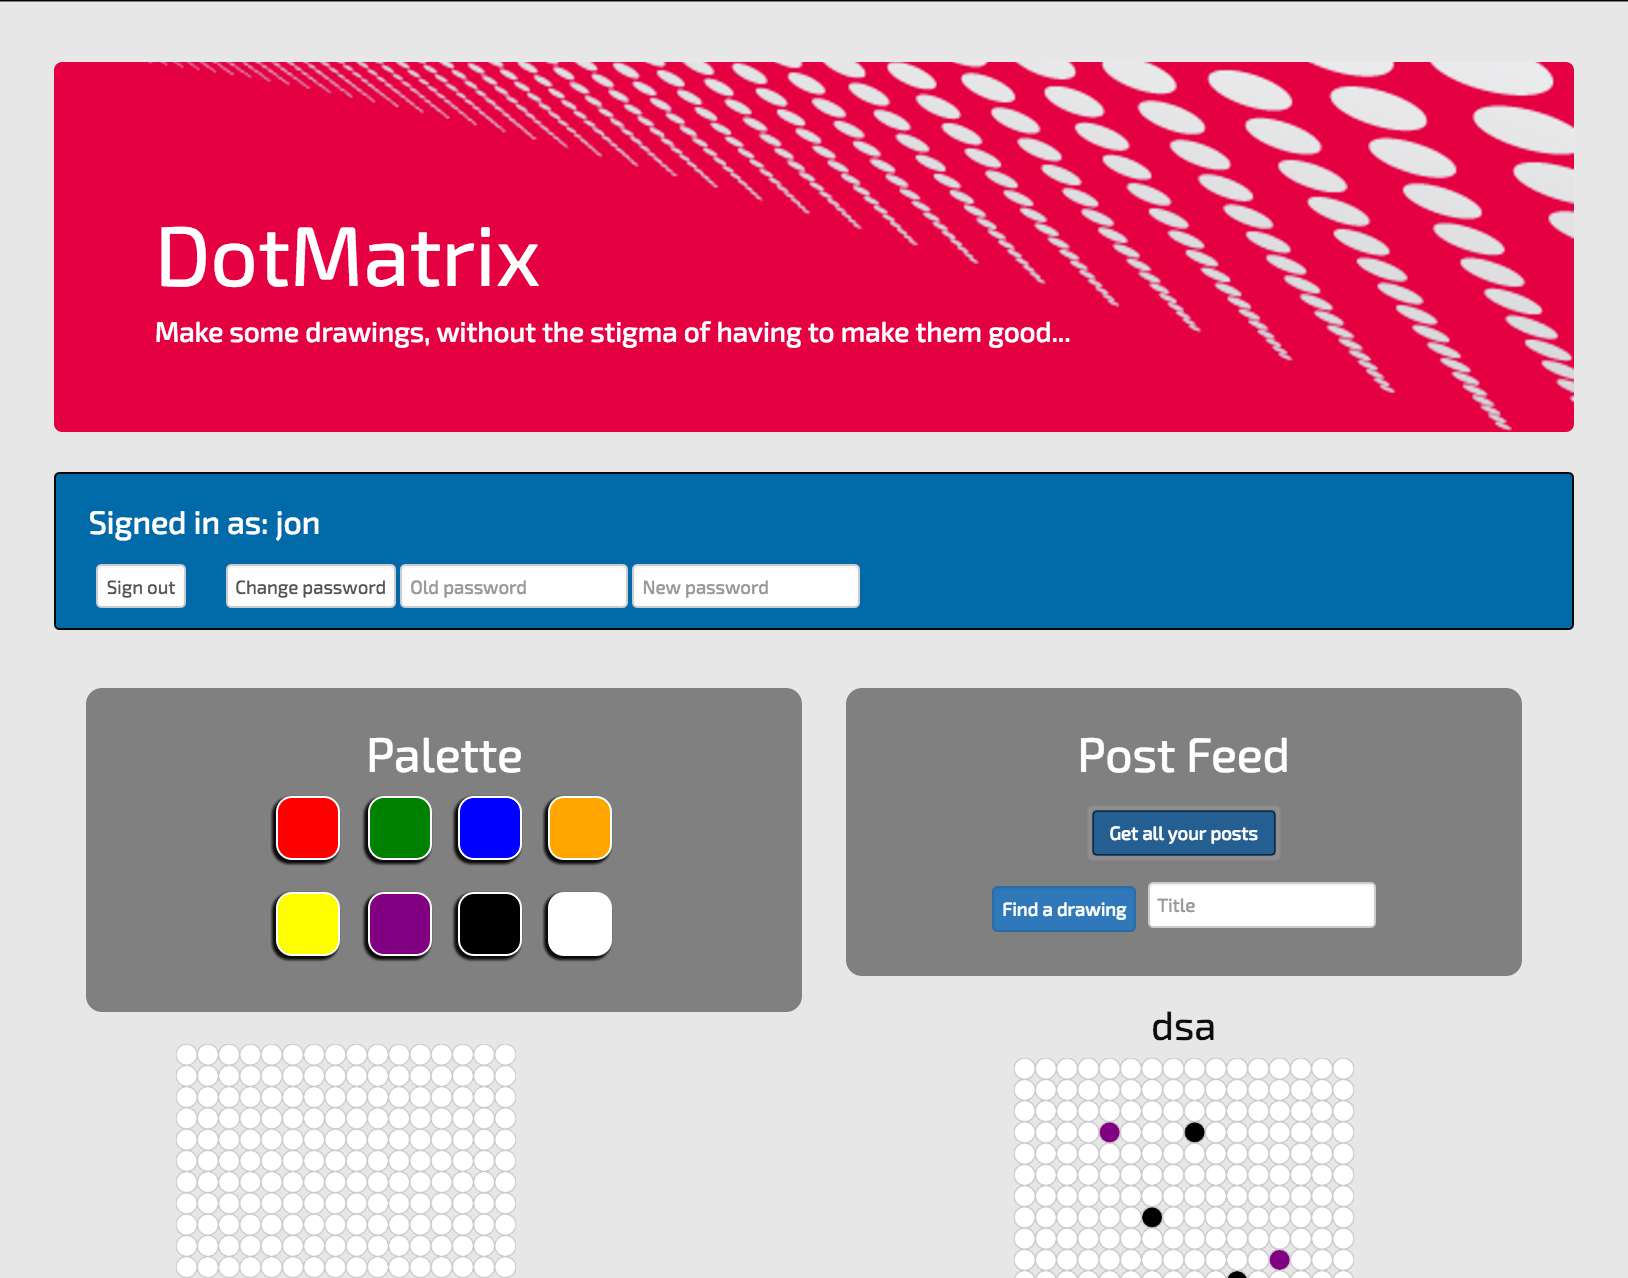 DotMatrix
Make some drawings, without the stigma of having to make them good...
Signed in as: jon
Sign out
Change password
Old password
New password
Palette
Post Feed
Get all your posts
Find a drawing
Title
dsa